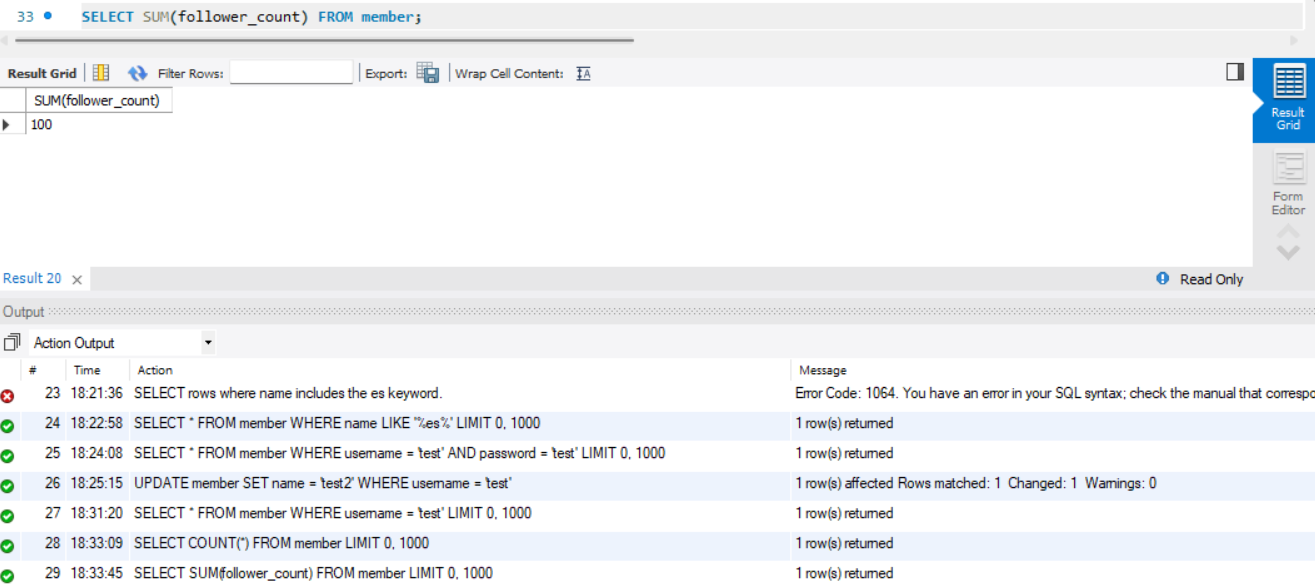 33 SELECT SUM(follower_count) FROM member;
Result Grid Filter Rows: Export: Wrap Cell Content: IA
SUM(follower_count)
100
Result
Grid
Form
Editor
Result 20 × Read Only
Output
Action Output
# Time Action Message
23 18:21:36 SELECT rows where name includes the es keyword. Error Code: 1064. You have an error in your SQL syntax; check the manual that correspo
24 18:22:58 SELECT * FROM member WHERE name LIKE '%es%' LIMIT 0, 1000 1 row(s) returned
25 18:24:08 SELECT * FROM member WHERE username = 'test' AND password = 'test' LIMIT 0, 1000 1 row(s) returned
26 18:25:15 UPDATE member SET name = 'test2' WHERE username = 'test' 1 row(s) affected Rows matched: 1 Changed: 1 Warnings: 0
27 18:31:20 SELECT * FROM member WHERE username = 'test' LIMIT 0, 1000 1 row(s) returned
28 18:33:09 SELECT COUNT(*) FROM member LIMIT 0, 1000 1 row(s) returned
29 18:33:45 SELECT SUM(follower_count) FROM member LIMIT 0, 1000 1 row(s) returned